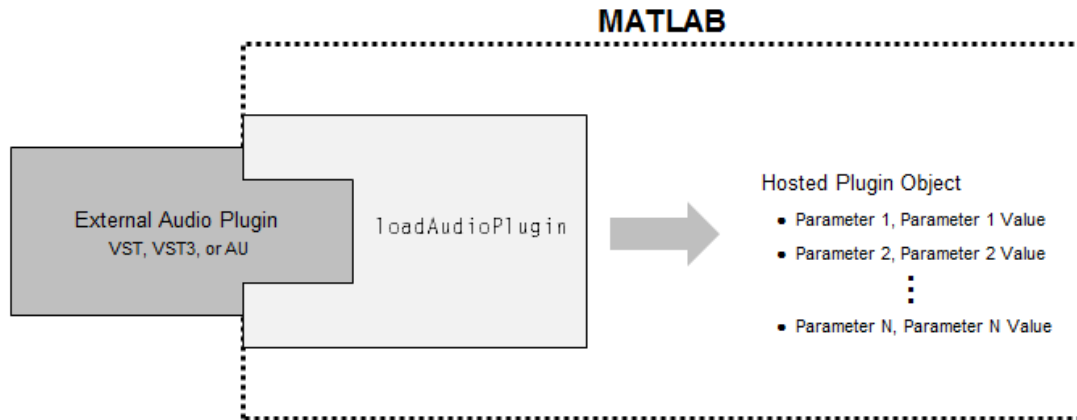 MATLAB
External Audio Plugin
VST, VST3, or AU
loadAudioPlugin
Hosted Plugin Object
• Parameter 1, Parameter 1 Value
• Parameter 2, Parameter 2 Value
• Parameter N, Parameter N Value